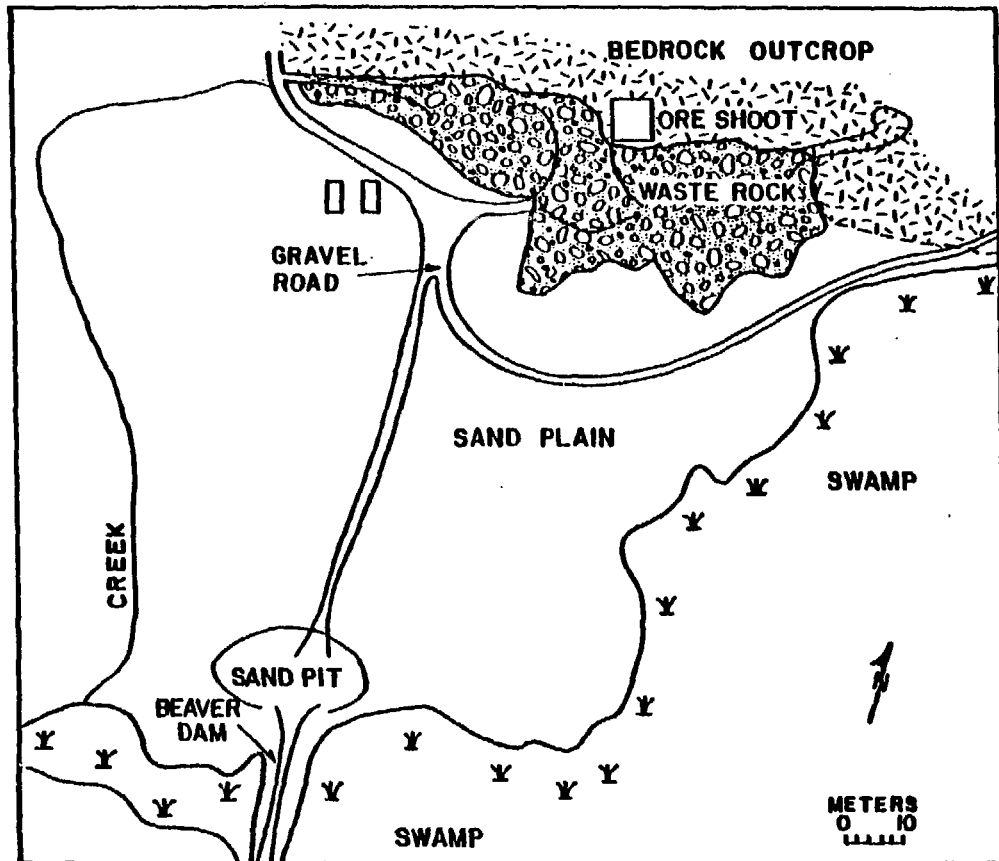 BEDROCK OUTCROP
ORE SHOOT
WASTE ROCK
GRAVEL
ROAD
SAND PLAIN
SWAMP
CREEK
SAND PIT
BEAVER
DAM
N
METERS
0 10
SWAMP